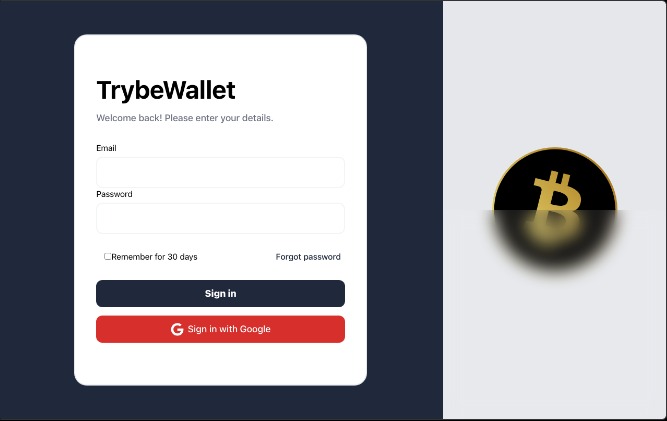 TrybeWallet
Welcome back! Please enter your details.
Email
Password
Remember for 30 days
Forgot password
Sign in
Sign in with Google